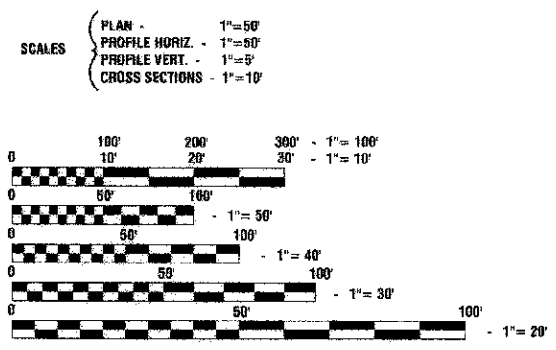 PLAN - 1"=50'
SCALES PROFILE HORIZ. - 1"=50'
PROFILE VERT. - 1"=5'
CROSS SECTIONS - 1"=10'
100' 200' 300' - 1"= 100'
0 10' 20' 30' - 1"= 10'
0 50' 100' - 1"= 50'
0 50' 100' - 1"= 40'
0 50' 100' - 1"= 30'
0 50' 100' - 1"= 20'